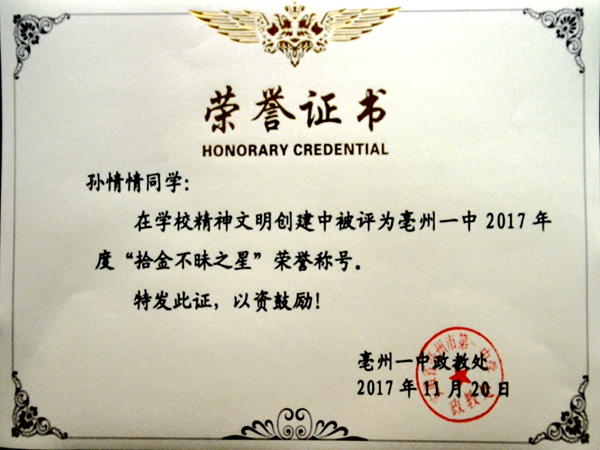 荣誉证书
HONORARY CREDENTIAL
孙情情同学：
在学校精神文明创建中被评为亳州一中 2017 年
度“拾金不昧之星”荣誉称号。
特发此证，以资鼓励！
亳州一中政教处
2017 年 11 月 20 日
政教处